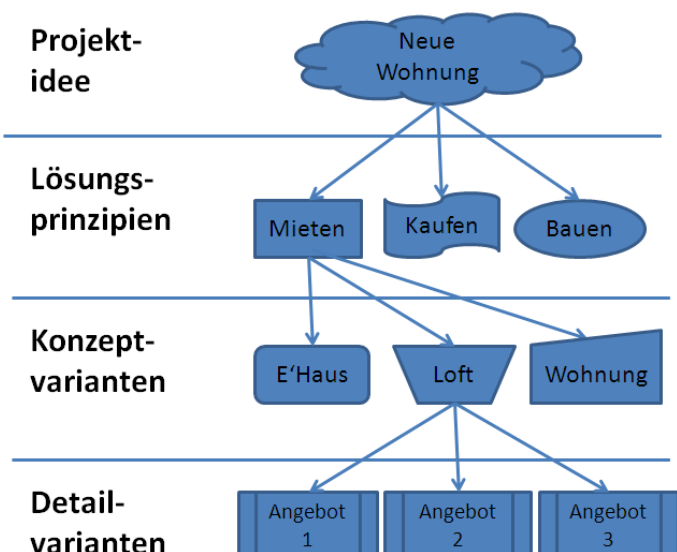 Projekt-
idee
Neue
Wohnung
Lösungs-
prinzipien
Mieten
Kaufen
Bauen
Konzept-
varianten
E‘Haus
Loft
Wohnung
Detail-
varianten
Angebot
1
Angebot
2
Angebot
3